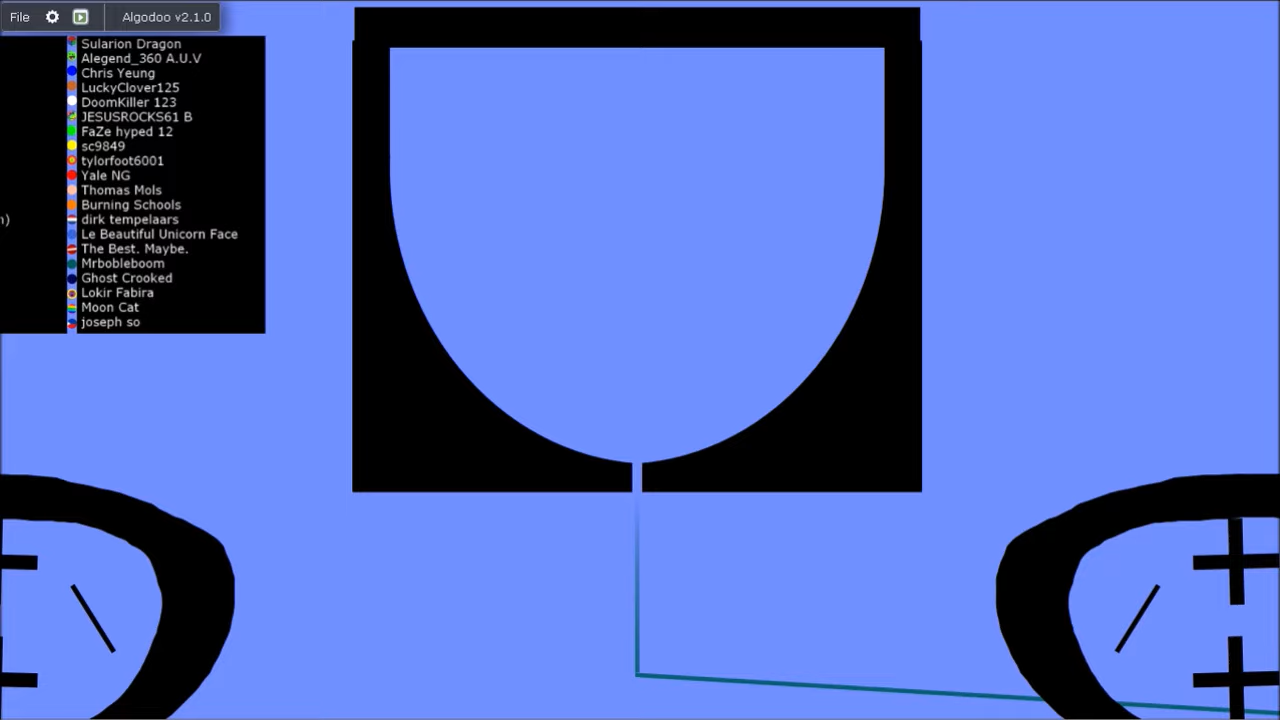 File Algodoo v2.1.0
Sularion Dragon
Alegend_360 A.U.V
Chris Yeung
LuckyClover125
DoomKiller 123
JESUSROCKS61 B
FaZe hyped 12
sc9849
tylorfoot6001
Yale NG
Thomas Mols
Burning Schools
dirk tempelaars
Le Beautiful Unicorn Face
The Best. Maybe.
Mrbobleboom
Ghost Crooked
Lokir Fabira
Moon Cat
joseph so